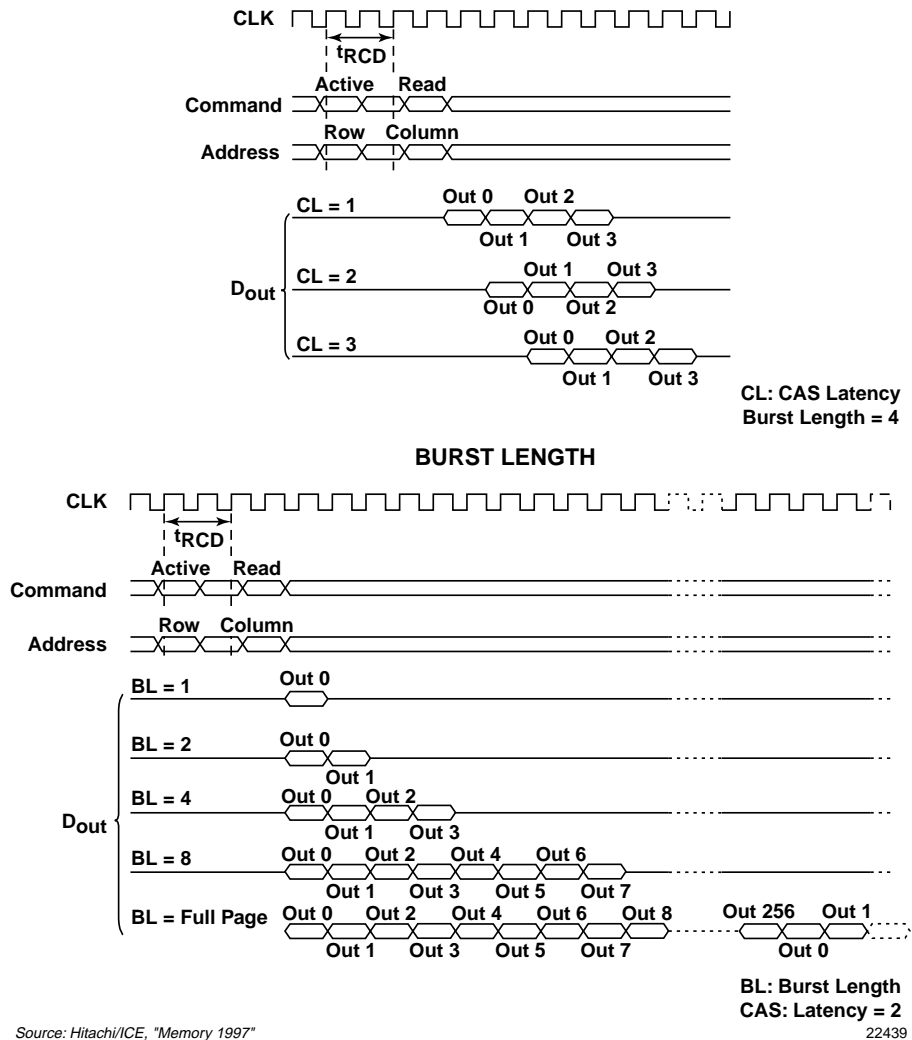 CLK
tRCD
Active Read
Command
Row Column
Address
Out 0 Out 2
CL = 1
Out 1 Out 3
Out 1 Out 3
CL = 2
Dout
Out 0 Out 2
Out 0 Out 2
CL = 3
Out 1 Out 3
CL: CAS Latency
Burst Length = 4
BURST LENGTH
CLK
tRCD
Active Read
Command
Row Column
Address
BL = 1 Out 0
BL = 2 Out 0
Out 1
BL = 4 Out 0 Out 2
Dout
Out 1 Out 3
BL = 8 Out 0 Out 2 Out 4 Out 6
Out 1 Out 3 Out 5 Out 7
BL = Full Page Out 0 Out 2 Out 4 Out 6 Out 8 Out 256 Out 1
Out 1 Out 3 Out 5 Out 7 Out 0
BL: Burst Length
CAS: Latency = 2
Source: Hitachi/ICE, "Memory 1997" 22439